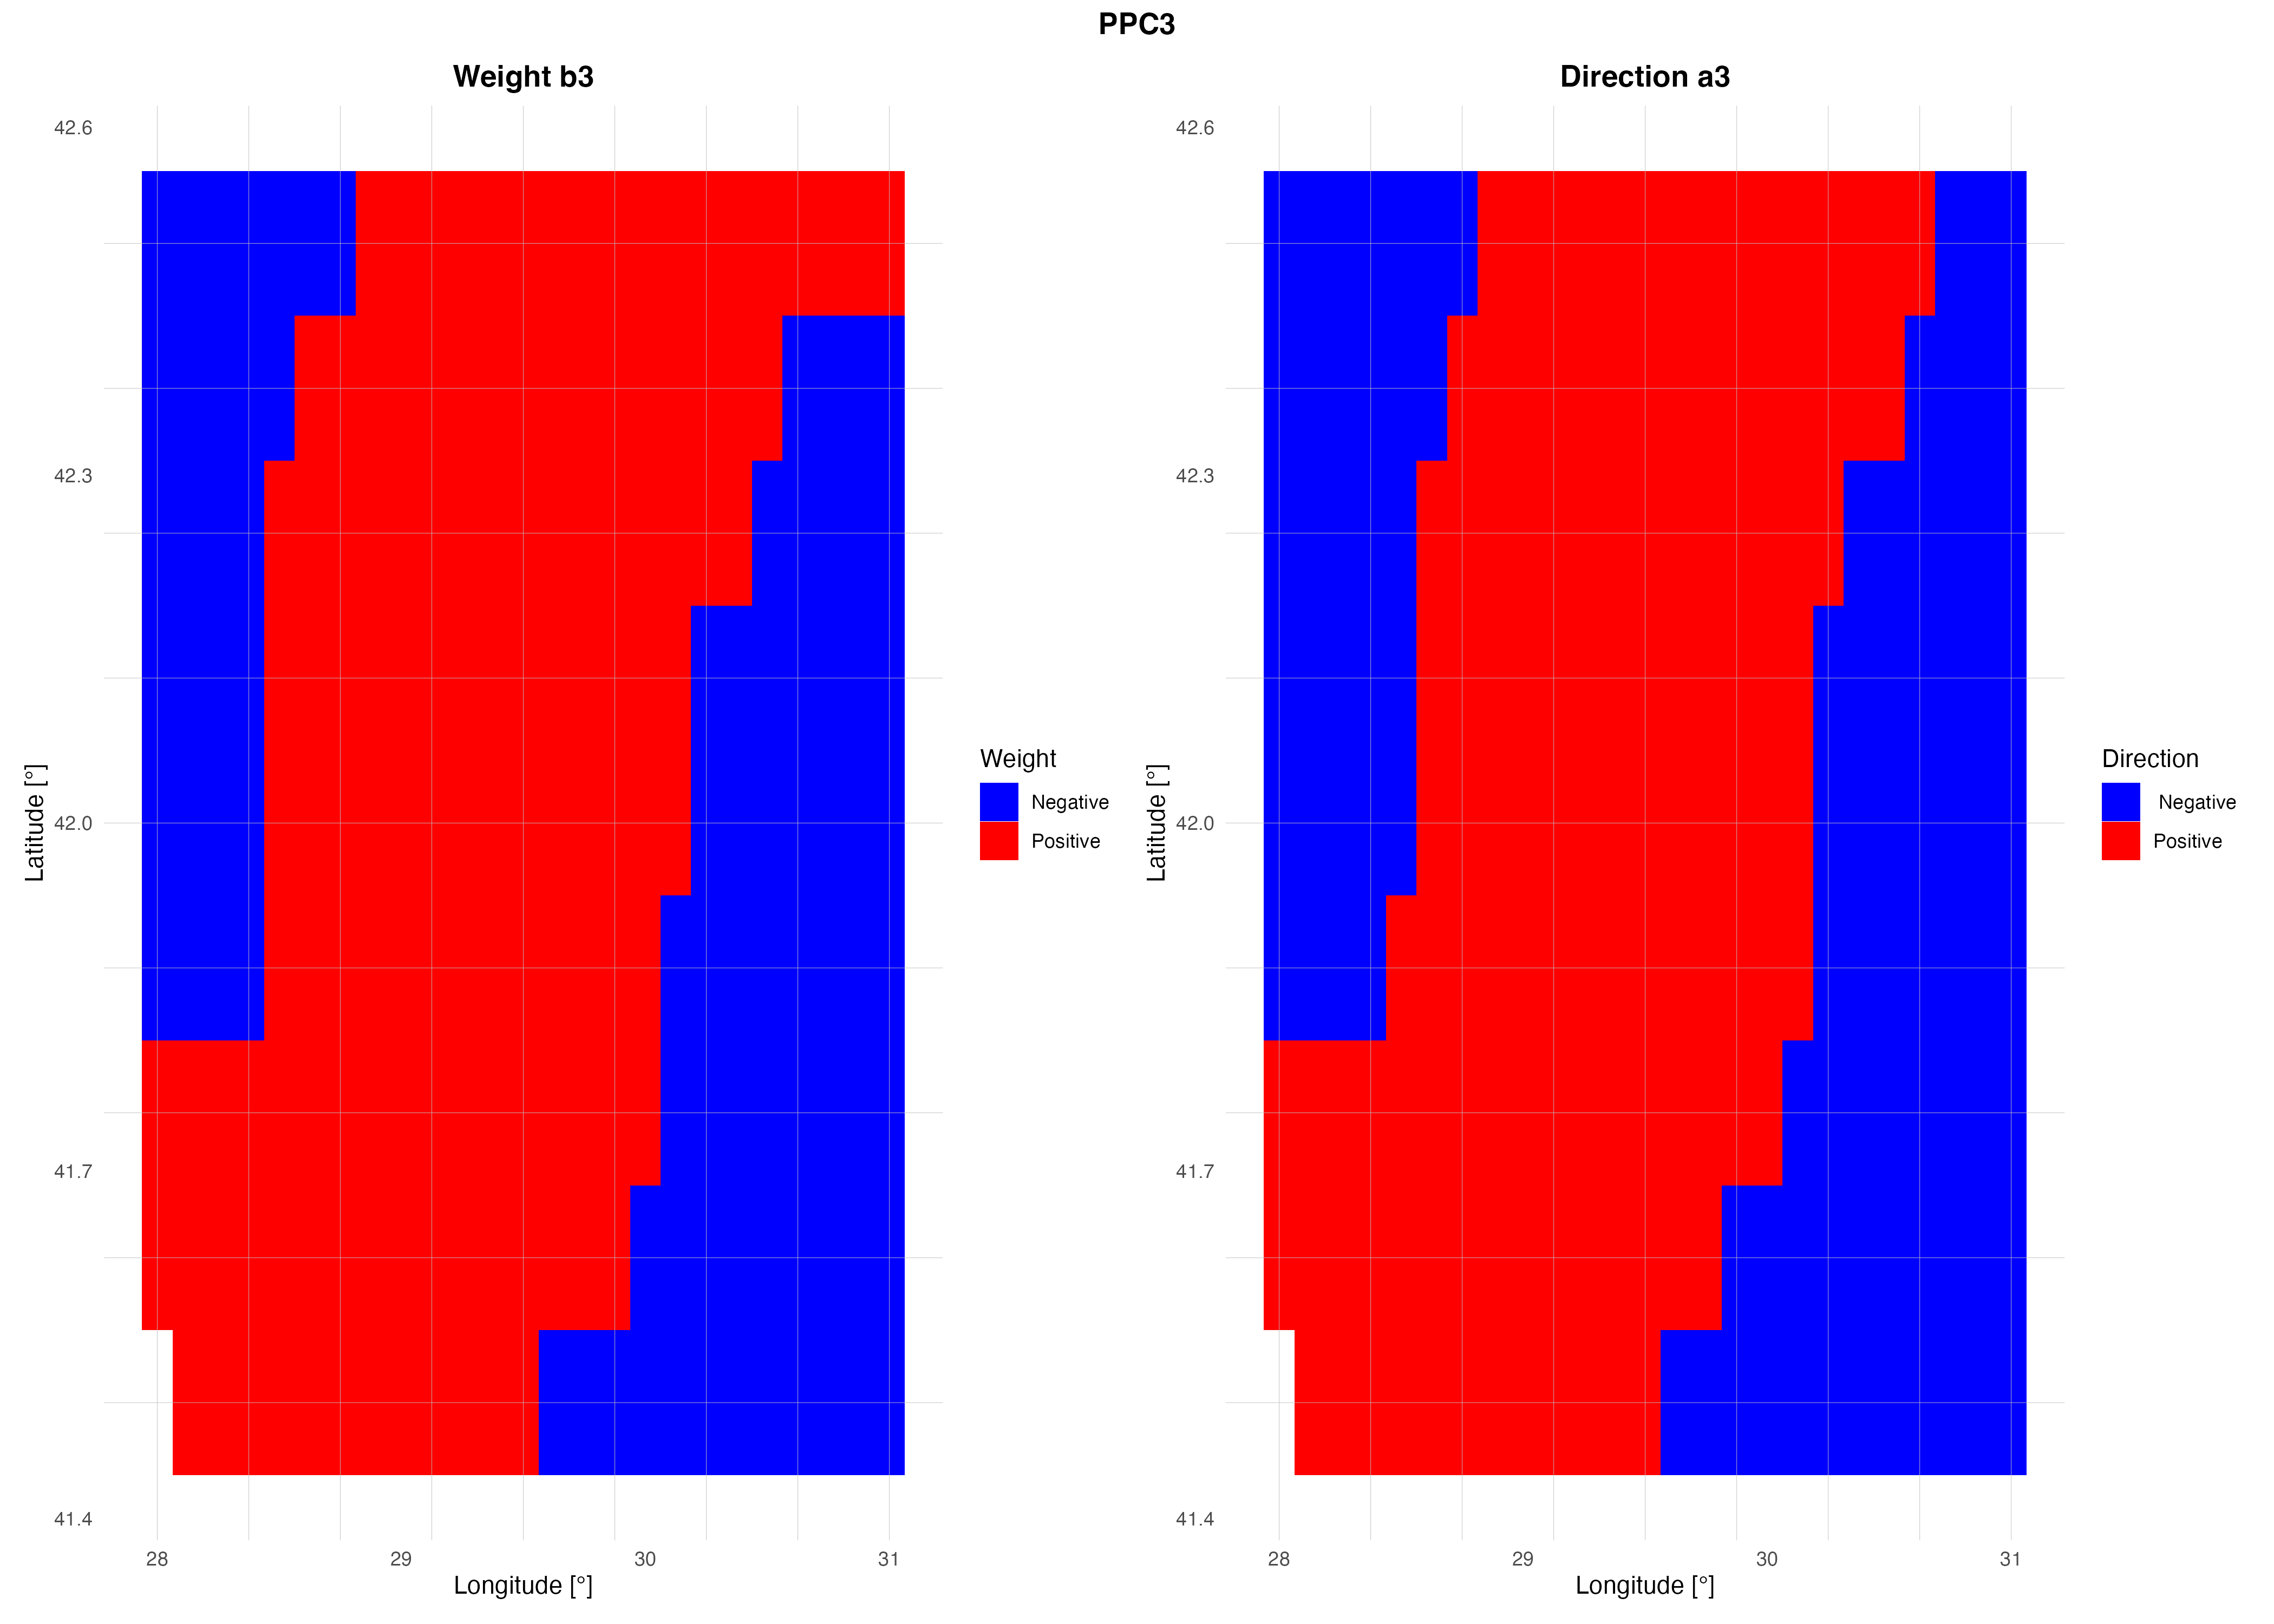 PPC3
Weight b3
42.6
42.3
42.0
41.7
41.4
Latitude [°]
28 29 30 31
Longitude [°]
Weight
Negative
Positive
Direction a3
42.6
42.3
42.0
41.7
41.4
Latitude [°]
28 29 30 31
Longitude [°]
Direction
Negative
Positive